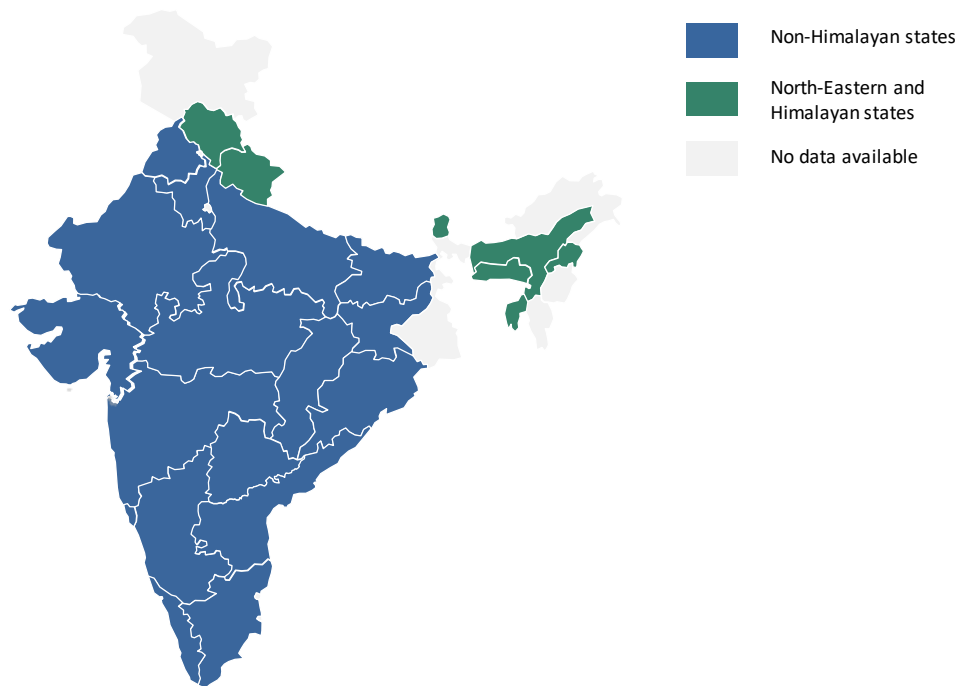 Non-Himalayan states
North-Eastern and
Himalayan states
No data available